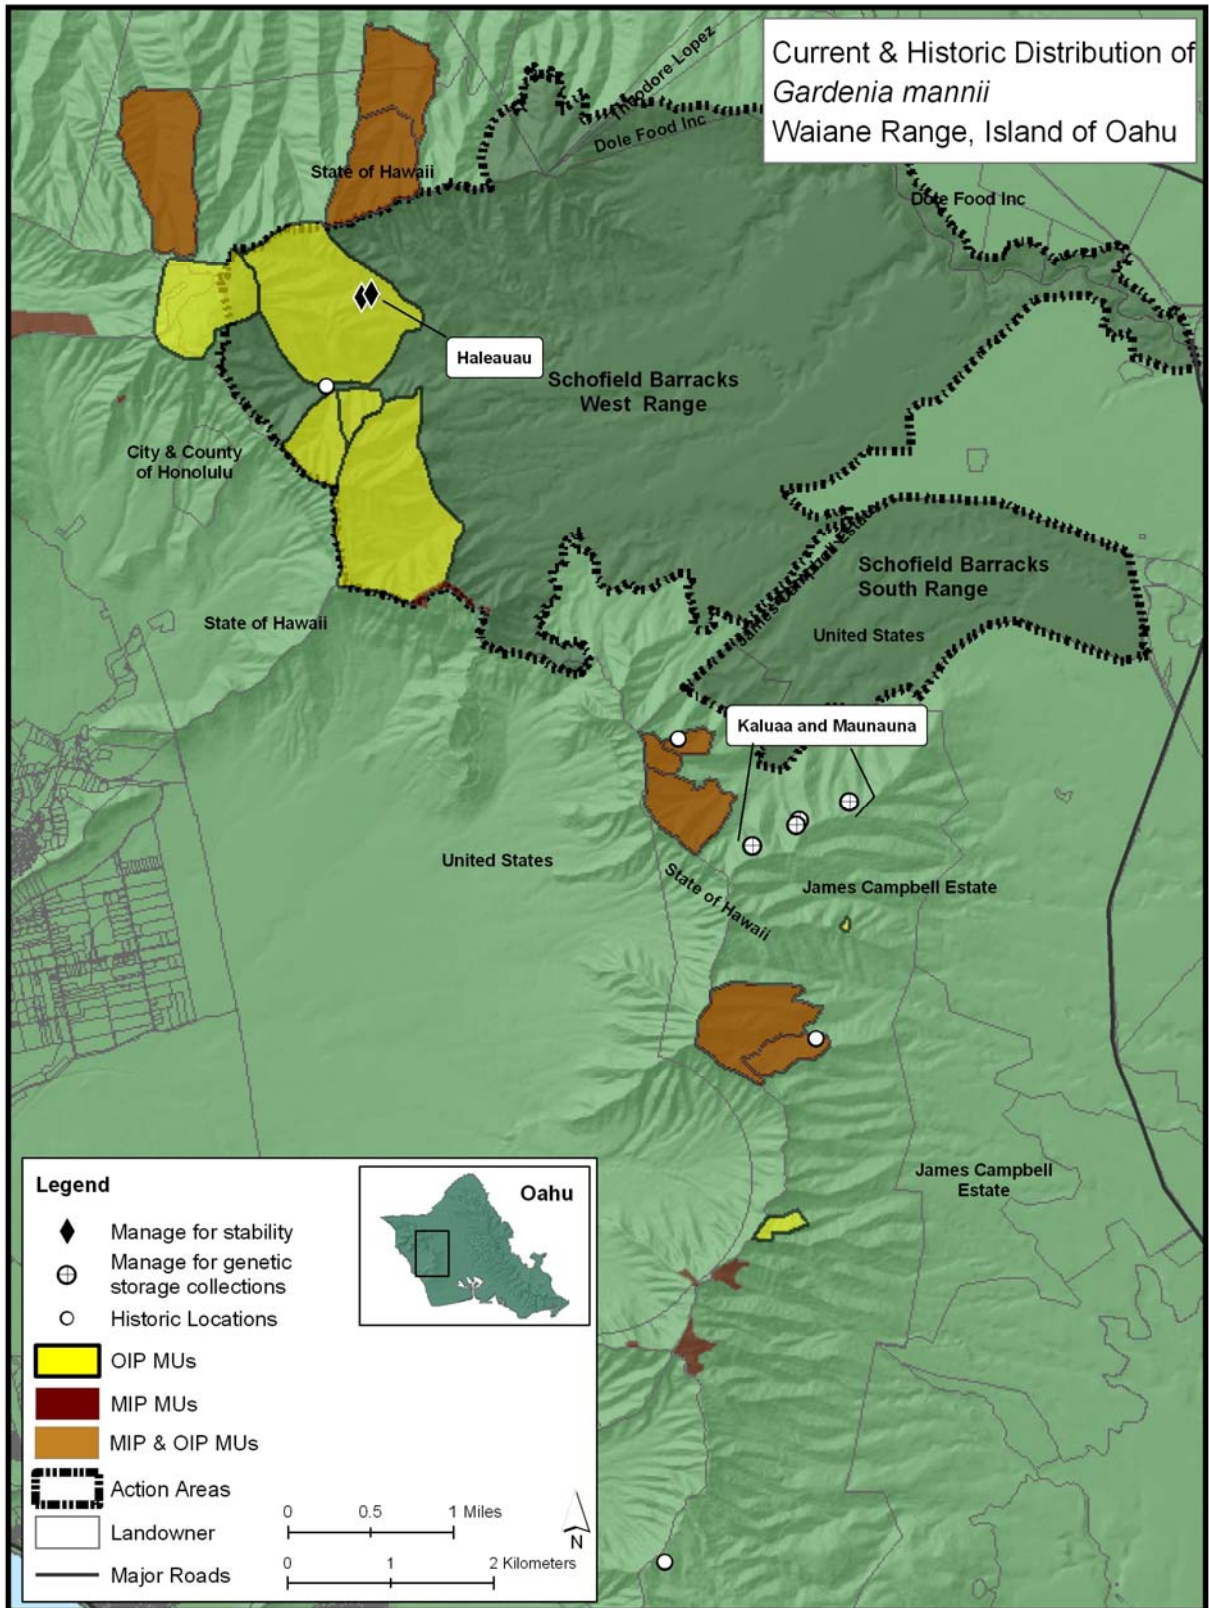 Current & Historic Distribution of
Gardenia mannii
Waiane Range, Island of Oahu
Theodore Lopez
Dole Food Inc
State of Hawaii
Dole Food Inc
Haleauau
Schofield Barracks
West Range
City & County
of Honolulu
James Campbell Estate
Schofield Barracks
South Range
State of Hawaii
United States
Kaluaa and Maunauna
United States
State of Hawaii
James Campbell Estate
James Campbell
Estate
Legend
Manage for stability
Manage for genetic
storage collections
Historic Locations
OIP MUs
MIP MUs
MIP & OIP MUs
Action Areas
Landowner
Major Roads
Oahu
0 0.5 1 Miles
0 1 2 Kilometers
N